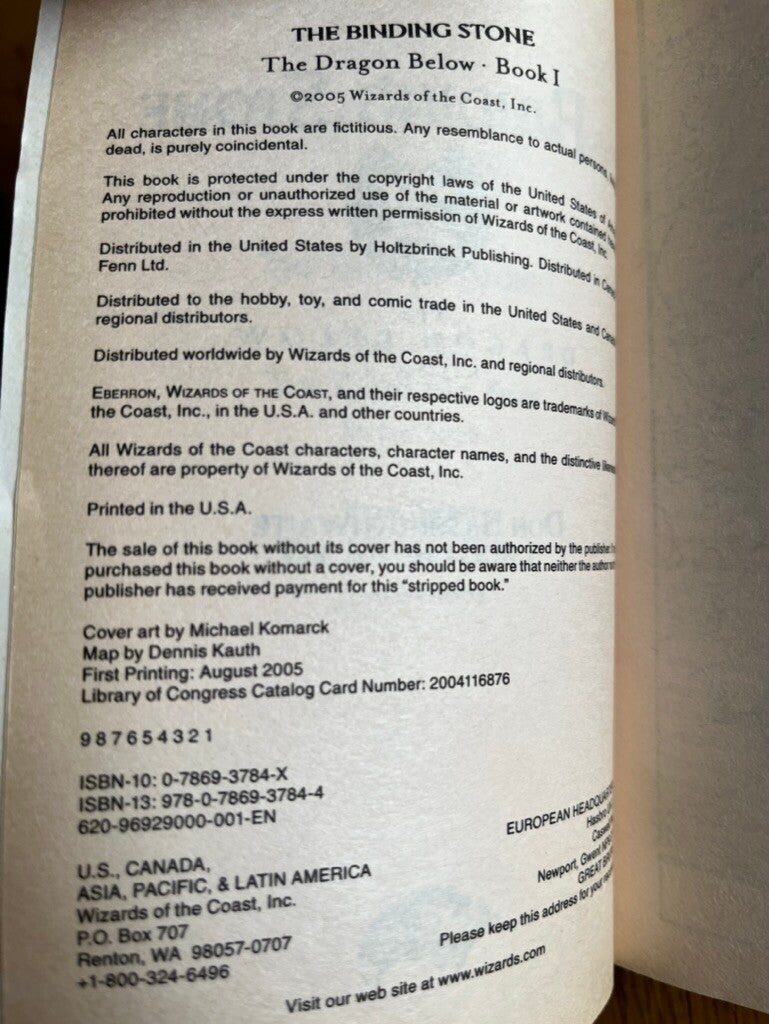 THE BINDING STONE
The Dragon Below · Book I
©2005 Wizards of the Coast, Inc.
All characters in this book are fictitious. Any resemblance to actual persons,
dead, is purely coincidental.
This book is protected under the copyright laws of the United States of
Any reproduction or unauthorized use of the material or artwork contained
prohibited without the express written permission of Wizards of the Coast, Inc.
Distributed in the United States by Holtzbrinck Publishing. Distributed in
Fenn Ltd.
Distributed to the hobby, toy, and comic trade in the United States and
regional distributors.
Distributed worldwide by Wizards of the Coast, Inc. and regional distributors.
EBERRON, WIZARDS OF THE COAST, and their respective logos are trademarks of
the Coast, Inc., in the U.S.A. and other countries.
All Wizards of the Coast characters, character names, and the distinctive
thereof are property of Wizards of the Coast, Inc.
Printed in the U.S.A.
The sale of this book without its cover has not been authorized by the publisher.
purchased this book without a cover, you should be aware that neither the author
publisher has received payment for this “stripped book.”
Cover art by Michael Komarck
Map by Dennis Kauth
First Printing: August 2005
Library of Congress Catalog Card Number: 2004116876
9 8 7 6 5 4 3 2 1
ISBN-10: 0-7869-3784-X
ISBN-13: 978-0-7869-3784-4
620-96929000-001-EN
U.S., CANADA,
ASIA, PACIFIC, & LATIN AMERICA
Wizards of the Coast, Inc.
P.O. Box 707
Renton, WA 98057-0707
+1-800-324-6496
EUROPEAN
Newport, Gwent
GREAT
Please keep this address for your
Visit our web site at www.wizards.com